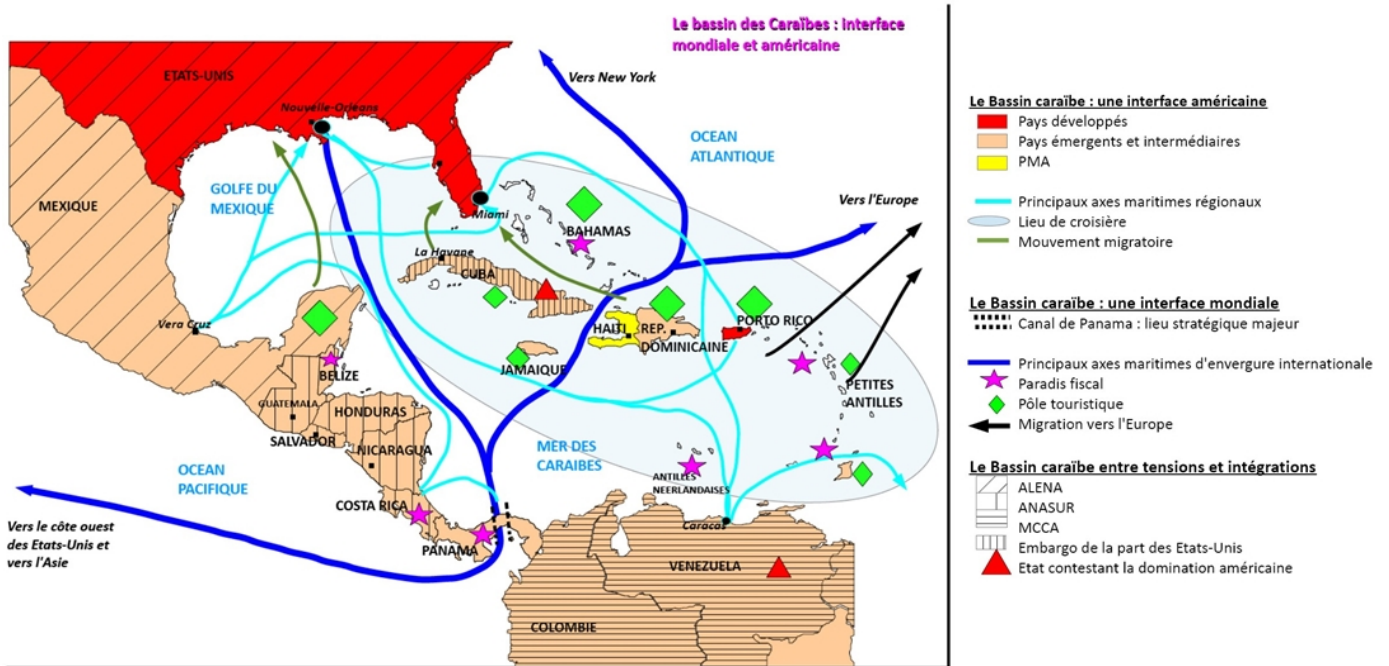 Le bassin des Caraïbes : interface
mondiale et américaine
ETATS-UNIS
Vers New York
Nouvelle-Orléans
OCEAN
ATLANTIQUE
GOLFE DU
MEXIQUE
MEXIQUE
Vers l'Europe
Miami
BAHAMAS
La Havane
CUBA
Vera Cruz
HAITI
REP.
DOMINICAINE
PORTO RICO
JAMAIQUE
BELIZE
PETITES
ANTILLES
GUATEMALA
HONDURAS
SALVADOR
NICARAGUA
MER DES
CARAIBES
OCEAN
PACIFIQUE
ANTILLES
NEERLANDAISES
COSTA RICA
Caracas
Vers le côte ouest
des Etats-Unis et
vers l'Asie
PANAMA
VENEZUELA
COLOMBIE
Le Bassin caraïbe : une interface américaine
Pays développés
Pays émergents et intermédiaires
PMA
Principaux axes maritimes régionaux
Lieu de croisière
Mouvement migratoire
Le Bassin caraïbe : une interface mondiale
Canal de Panama : lieu stratégique majeur
Principaux axes maritimes d'envergure internationale
Paradis fiscal
Pôle touristique
Migration vers l'Europe
Le Bassin caraïbe entre tensions et intégrations
ALENA
ANASUR
MCCA
Embargo de la part des Etats-Unis
Etat contestant la domination américaine